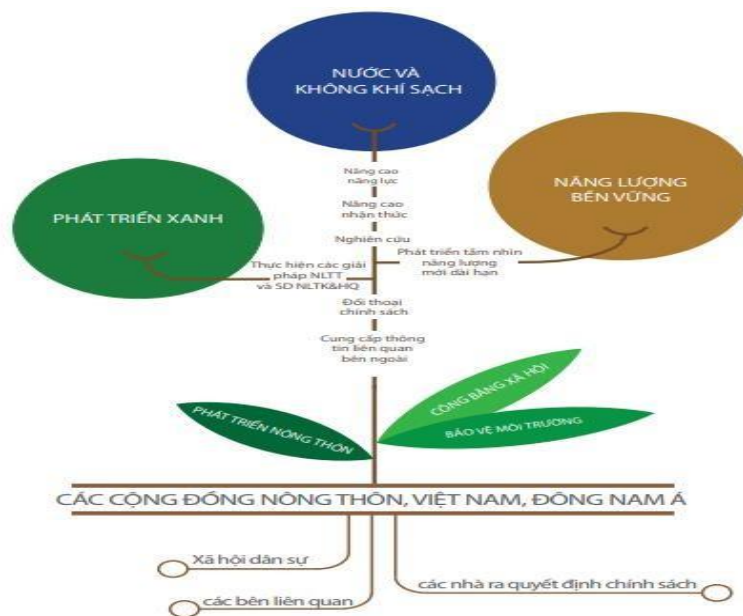 NƯỚC VÀ
KHÔNG KHÍ SẠCH
NĂNG LƯỢNG
BỀN VỮNG
PHÁT TRIỂN XANH
Nâng cao
năng lực
Nâng cao
nhận thức
Nghiên cứu
Phát triển tầm nhìn
năng lượng
mới dài hạn
Thực hiện các giải
pháp NLTT
và SD NLTK&HQ
Đối thoại
chính sách
Cung cấp thông
tin liên quan
bên ngoài
CÔNG BẰNG XÃ HỘI
PHÁT TRIỂN NÔNG THÔN
BẢO VỆ MÔI TRƯỜNG
CÁC CỘNG ĐỒNG NÔNG THÔN, VIỆT NAM, ĐÔNG NAM Á
Xã hội dân sự
các nhà ra quyết định chính sách
các bên liên quan